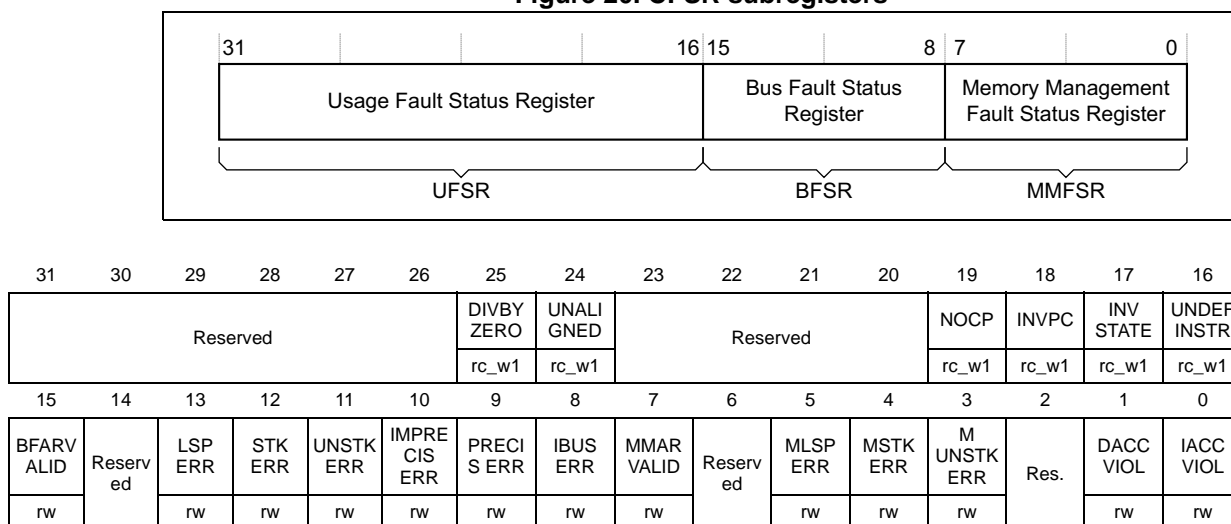 31 16 15 8 7 0
Usage Fault Status Register
Bus Fault Status
Register
Memory Management
Fault Status Register
UFSR BFSR MMFSR
31 30 29 28 27 26 25 24 23 22 21 20 19 18 17 16
Reserved
DIVBY
ZERO
UNALI
GNED
Reserved
NOCP
INVPC
INV
STATE
UNDEF
INSTR
rc_w1 rc_w1 rc_w1 rc_w1 rc_w1 rc_w1
15 14 13 12 11 10 9 8 7 6 5 4 3 2 1 0
BFARV
ALID
Reserv
ed
LSP
ERR
STK
ERR
UNSTK
ERR
IMPRE
CIS
ERR
PRECI
S ERR
IBUS
ERR
MMAR
VALID
Reserv
ed
MLSP
ERR
MSTK
ERR
M
UNSTK
ERR
Res.
DACC
VIOL
IACC
VIOL
rw rw rw rw rw rw rw rw rw rw rw rw rw